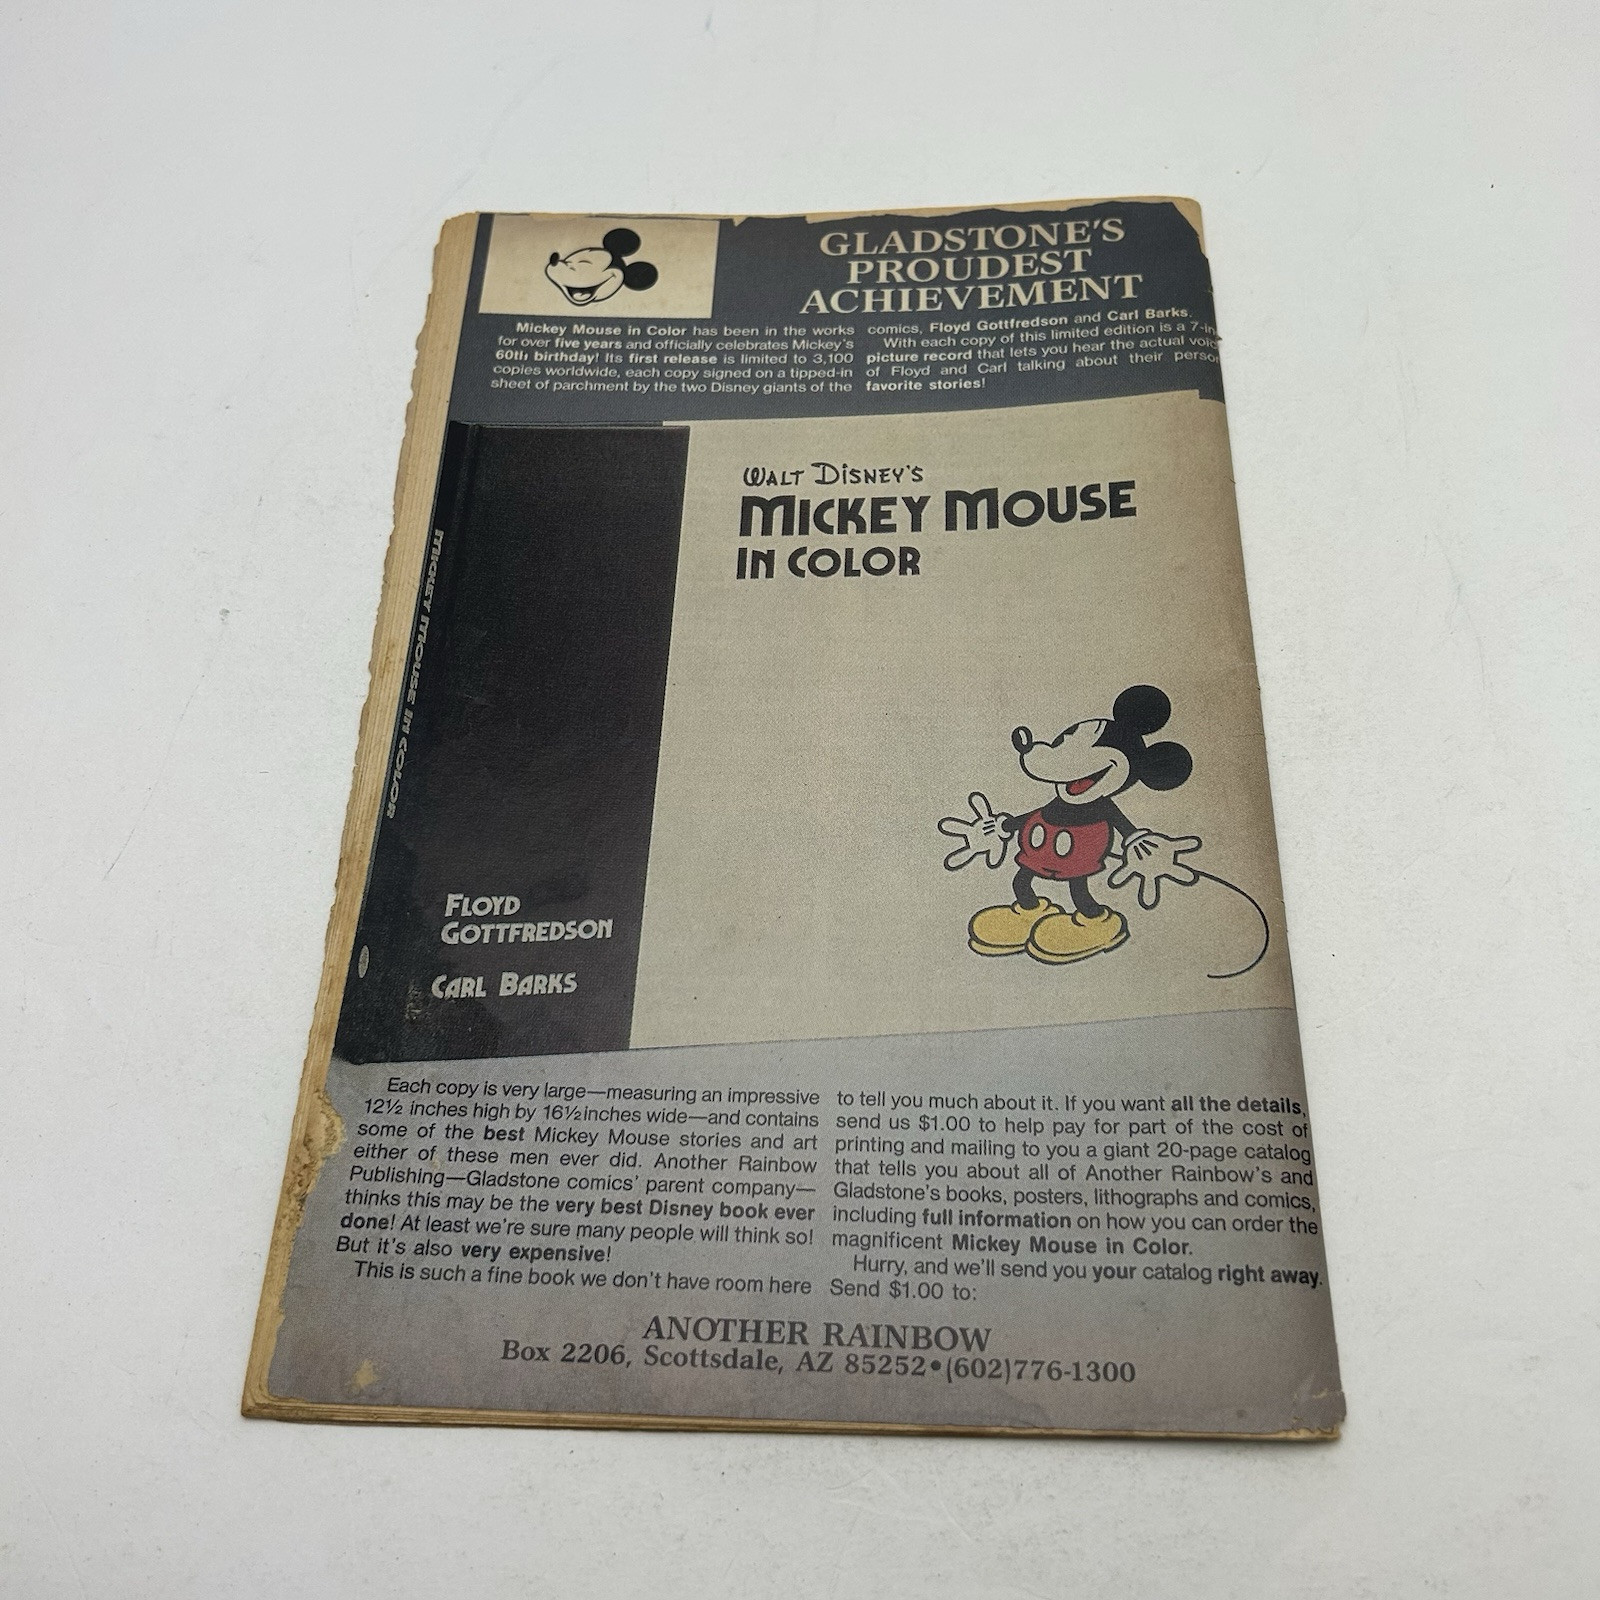 GLADSTONE'S
PROUDEST
ACHIEVEMENT
Mickey Mouse in Color has been in the works
for over five years and officially celebrates Mickey's
60th birthday! Its first release is limited to 3,100
copies worldwide, each copy signed on a tipped-in
sheet of parchment by the two Disney giants of the
comics, Floyd Gottfredson and Carl Barks.
With each copy of this limited edition is a 7-in
picture record that lets you hear the actual voic
of Floyd and Carl talking about their person
favorite stories!
WALT DISNEY'S
MICKEY MOUSE
IN COLOR
MICKEY MOUSE IN COLOR
FLOYD
GOTTFREDSON
CARL BARKS
Each copy is very large—measuring an impressive
12½ inches high by 16½ inches wide—and contains
some of the best Mickey Mouse stories and art
either of these men ever did. Another Rainbow
Publishing—Gladstone comics' parent company—
thinks this may be the very best Disney book ever
done! At least we're sure many people will think so!
But it's also very expensive!
This is such a fine book we don't have room here
to tell you much about it. If you want all the details,
send us $1.00 to help pay for part of the cost of
printing and mailing to you a giant 20-page catalog
that tells you about all of Another Rainbow's and
Gladstone's books, posters, lithographs and comics,
including full information on how you can order the
magnificent Mickey Mouse in Color.
Hurry, and we'll send you your catalog right away.
Send $1.00 to:
ANOTHER RAINBOW
Box 2206, Scottsdale, AZ 85252•(602)776-1300